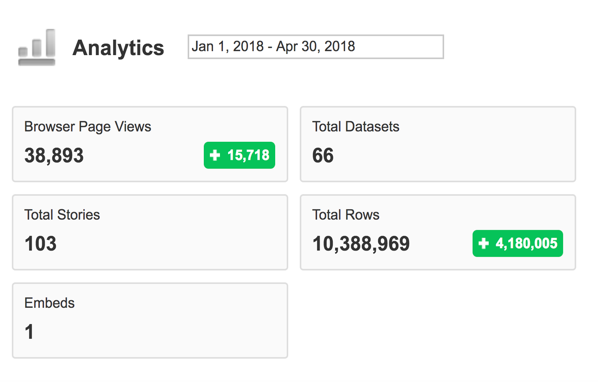 Analytics
Jan 1, 2018 - Apr 30, 2018
Browser Page Views
38,893
+ 15,718
Total Datasets
66
Total Stories
103
Total Rows
10,388,969
+ 4,180,005
Embeds
1